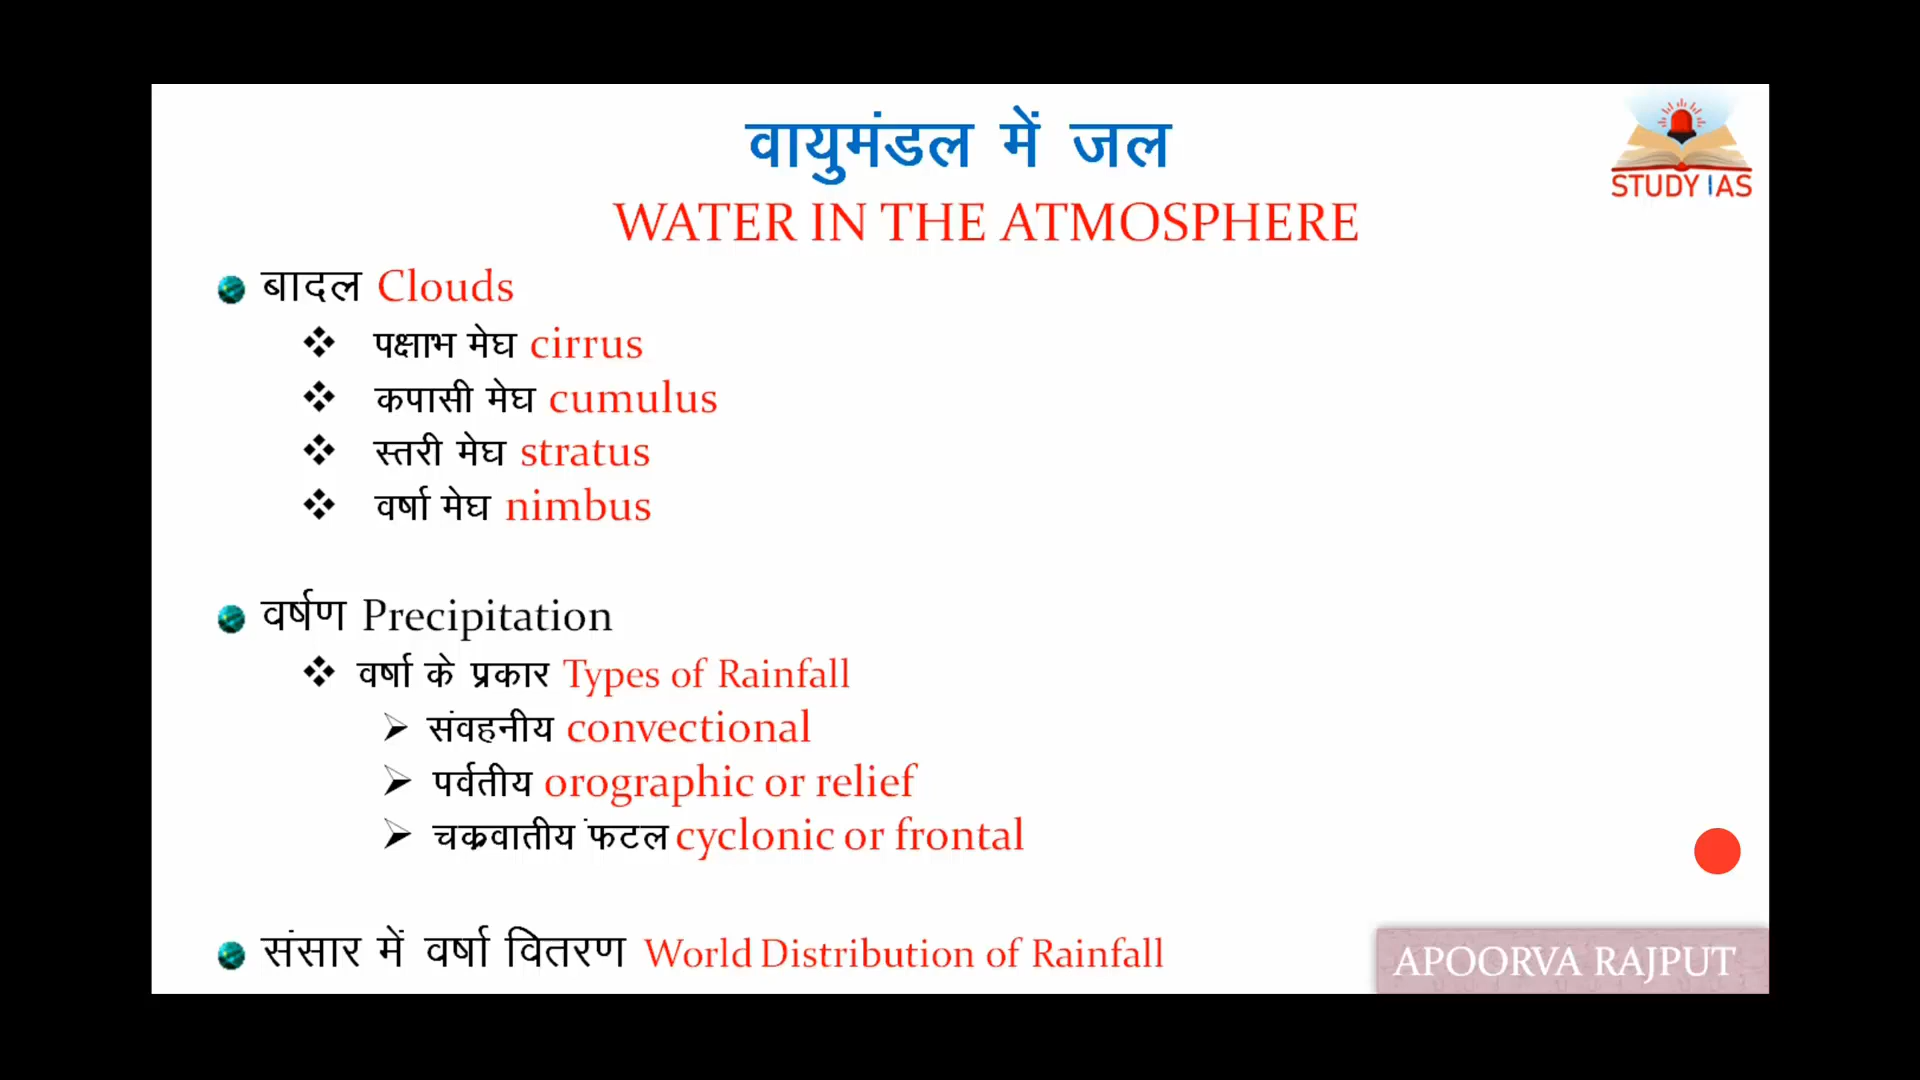 वायुमंडल में जल
STUDY IAS
WATER IN THE ATMOSPHERE
बादल Clouds
पक्षाभ मेघ cirrus
कपासी मेघ cumulus
स्तरी मेघ stratus
वर्षा मेघ nimbus
वर्षण Precipitation
वर्षा के प्रकार Types of Rainfall
संवहनीय convectional
पर्वतीय orographic or relief
चक्रवातीय फंटल cyclonic or frontal
संसार में वर्षा वितरण World Distribution of Rainfall
APOORVA RAJPUT